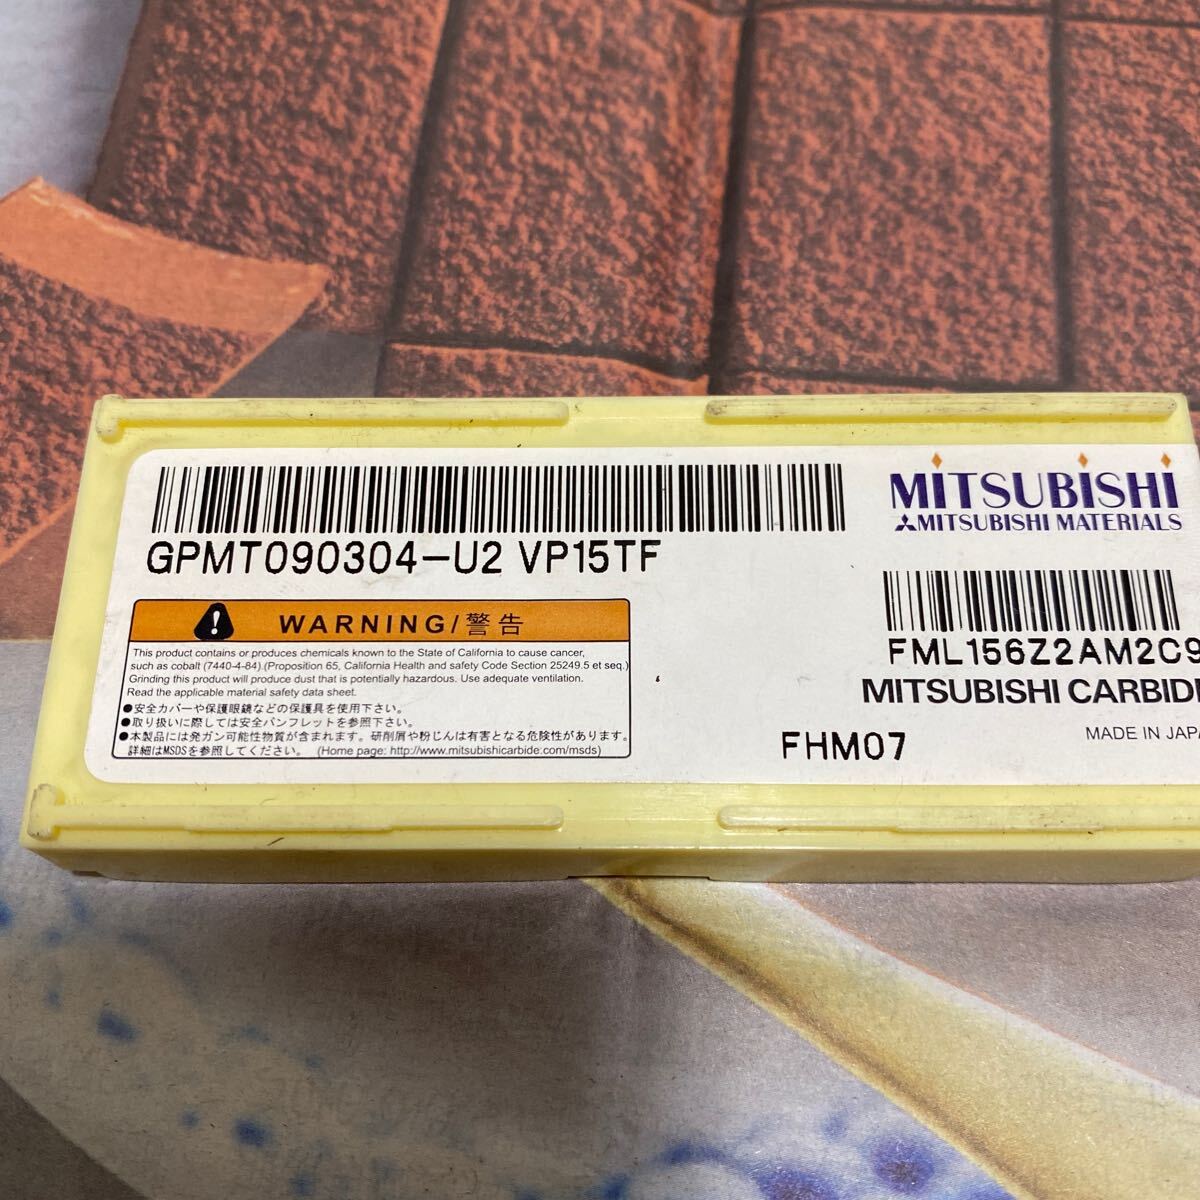 MITSUBISHI
MITSUBISHI MATERIALS
GPMT090304-U2 VP15TF
WARNING/警告
This product contains or produces chemicals known to the State of California to cause cancer,
such as cobalt (7440-4-84).(Proposition 65, California Health and safety Code Section 25249.5 et seq.)
Grinding this product will produce dust that is potentially hazardous. Use adequate ventilation.
Read the applicable material safety data sheet.
●安全カバーや保護眼鏡などの保護具を使用下さい。
●取り扱いに際しては安全パンフレットを参照下さい。
●本製品には発ガン可能性物質が含まれます。研削屑や粉じんは有害となる危険性があります。
詳細はMSDSを参照してください。 (Home page: http://www.mitsubishicarbide.com/msds)
FML156Z2AM2C9
MITSUBISHI CARBIDE
FHM07
MADE IN JAPA